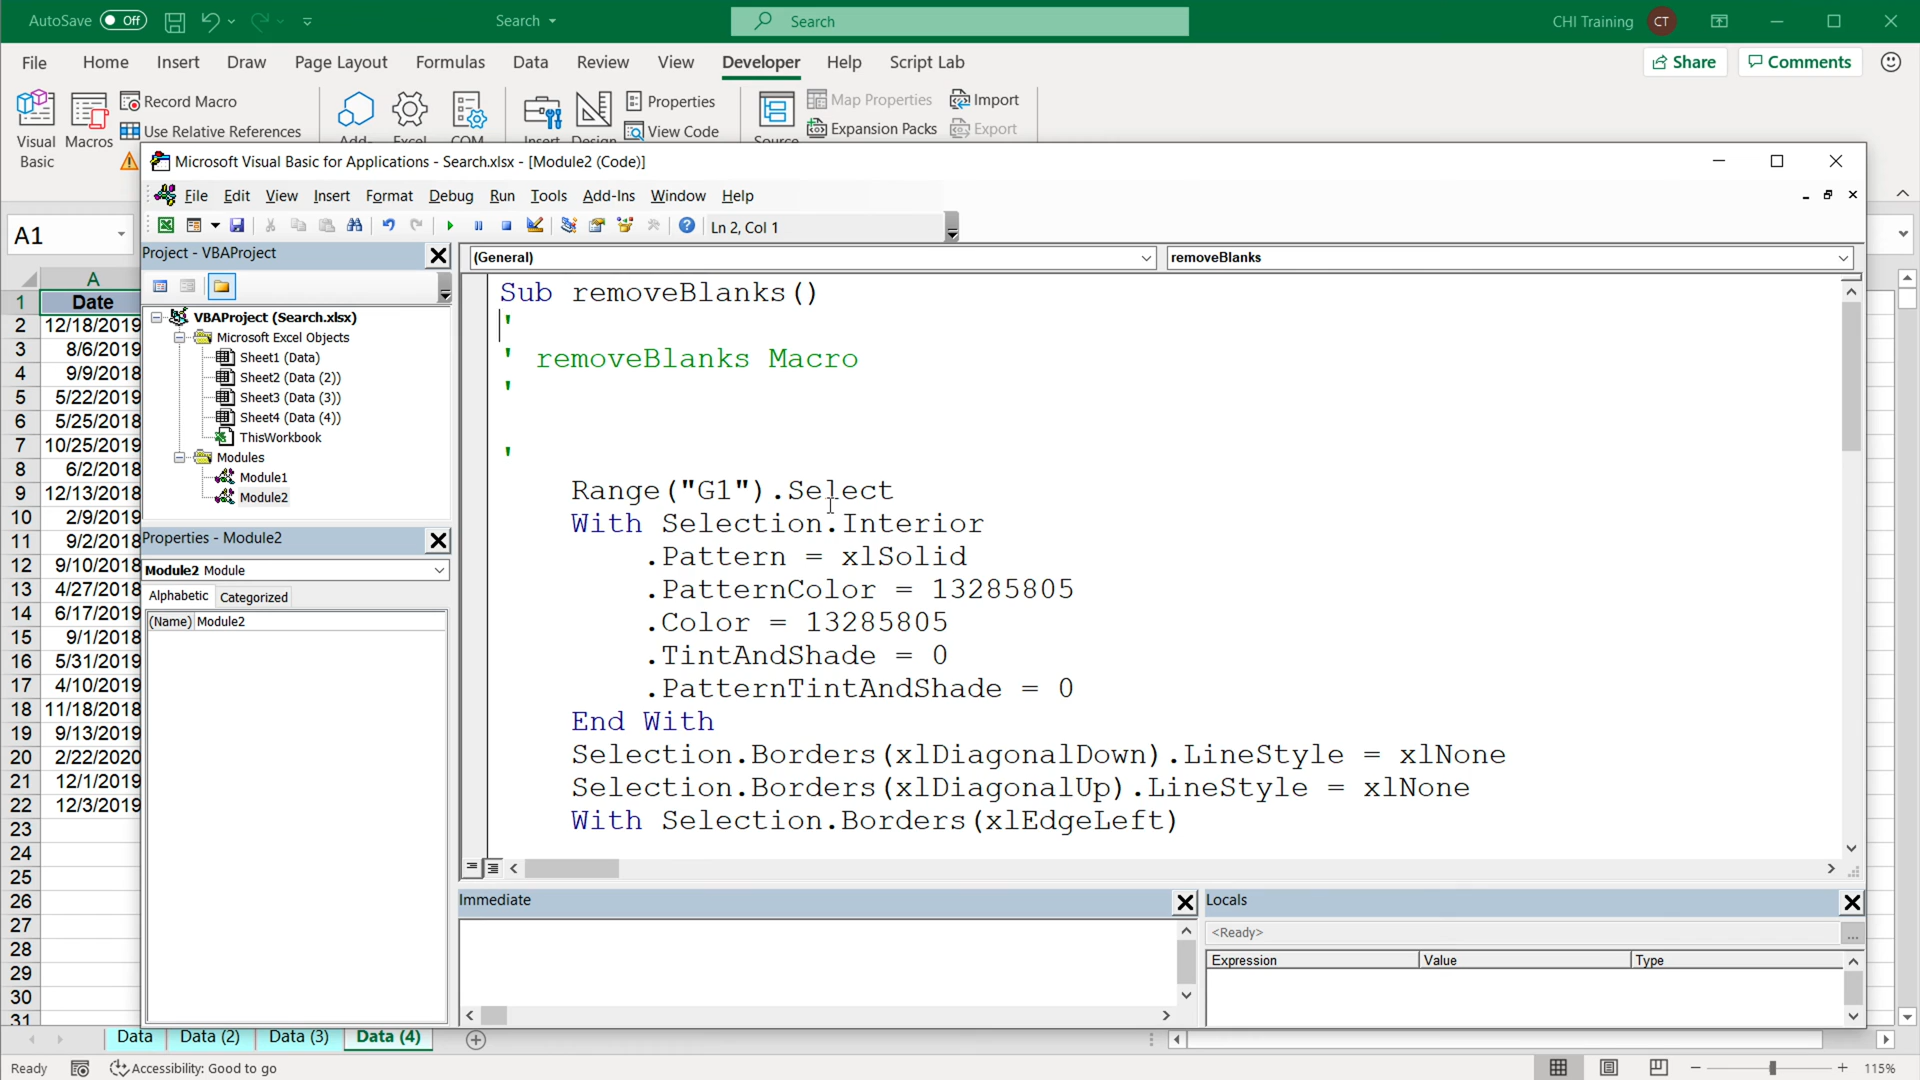 AutoSave Off Search Search CHI Training CT
File Home Insert Draw Page Layout Formulas Data Review View Developer Help Script Lab Share Comments
Visual Basic
Macros
Record Macro
Use Relative References
Properties
View Code
Map Properties
Expansion Packs
Import
Export
Microsoft Visual Basic for Applications - Search.xlsx - [Module2 (Code)]
File Edit View Insert Format Debug Run Tools Add-Ins Window Help
Ln 2, Col 1
A1
Project - VBAProject
VBAProject (Search.xlsx)
Microsoft Excel Objects
Sheet1 (Data)
Sheet2 (Data (2))
Sheet3 (Data (3))
Sheet4 (Data (4))
ThisWorkbook
Modules
Module1
Module2
Properties - Module2
Module2 Module
Alphabetic Categorized
(Name) Module2
(General) removeBlanks
Sub removeBlanks()
'
' removeBlanks Macro
'
'
Range("G1").Select
With Selection.Interior
.Pattern = xlSolid
.PatternColor = 13285805
.Color = 13285805
.TintAndShade = 0
.PatternTintAndShade = 0
End With
Selection.Borders(xlDiagonalDown).LineStyle = xlNone
Selection.Borders(xlDiagonalUp).LineStyle = xlNone
With Selection.Borders(xlEdgeLeft)
Immediate
Locals
<Ready>
...
Expression Value Type
A
1 Date
2 12/18/2019
3 8/6/2019
4 9/9/2018
5 5/22/2019
6 5/25/2018
7 10/25/2019
8 6/2/2018
9 12/13/2018
10 2/9/2019
11 9/2/2018
12 9/10/2018
13 4/27/2018
14 6/17/2019
15 9/1/2018
16 5/31/2019
17 4/10/2019
18 11/18/2018
19 9/13/2019
20 2/22/2020
21 12/1/2019
22 12/3/2019
23
24
25
26
27
28
29
30
31
Data Data (2) Data (3) Data (4)
Ready Accessibility: Good to go 115%